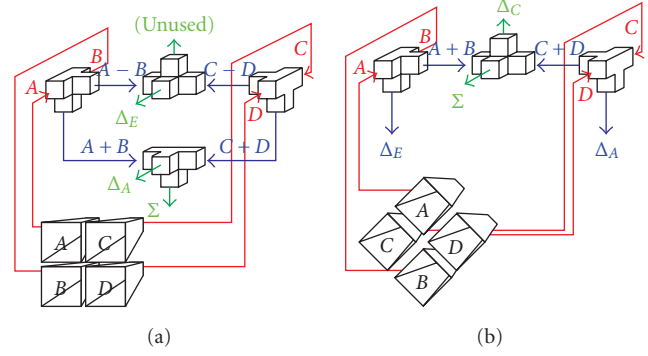 (Unused)
B
C
A
A − B
C − D
D
Δ_E
A + B
C + D
Δ_A
Σ
A
C
B
D
(a)
Δ_C
B
C
A
A + B
C + D
D
Σ
Δ_E
Δ_A
A
C
D
B
(b)